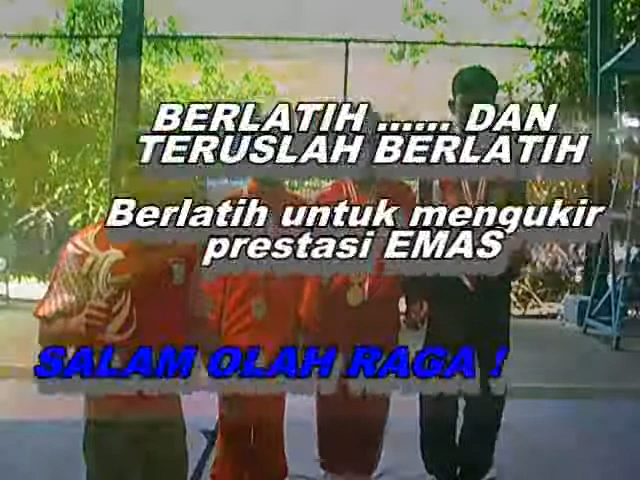 BERLATIH ...... DAN
TERUSLAH BERLATIH
Berlatih untuk mengukir
prestasi EMAS
SALAM OLAH RAGA !